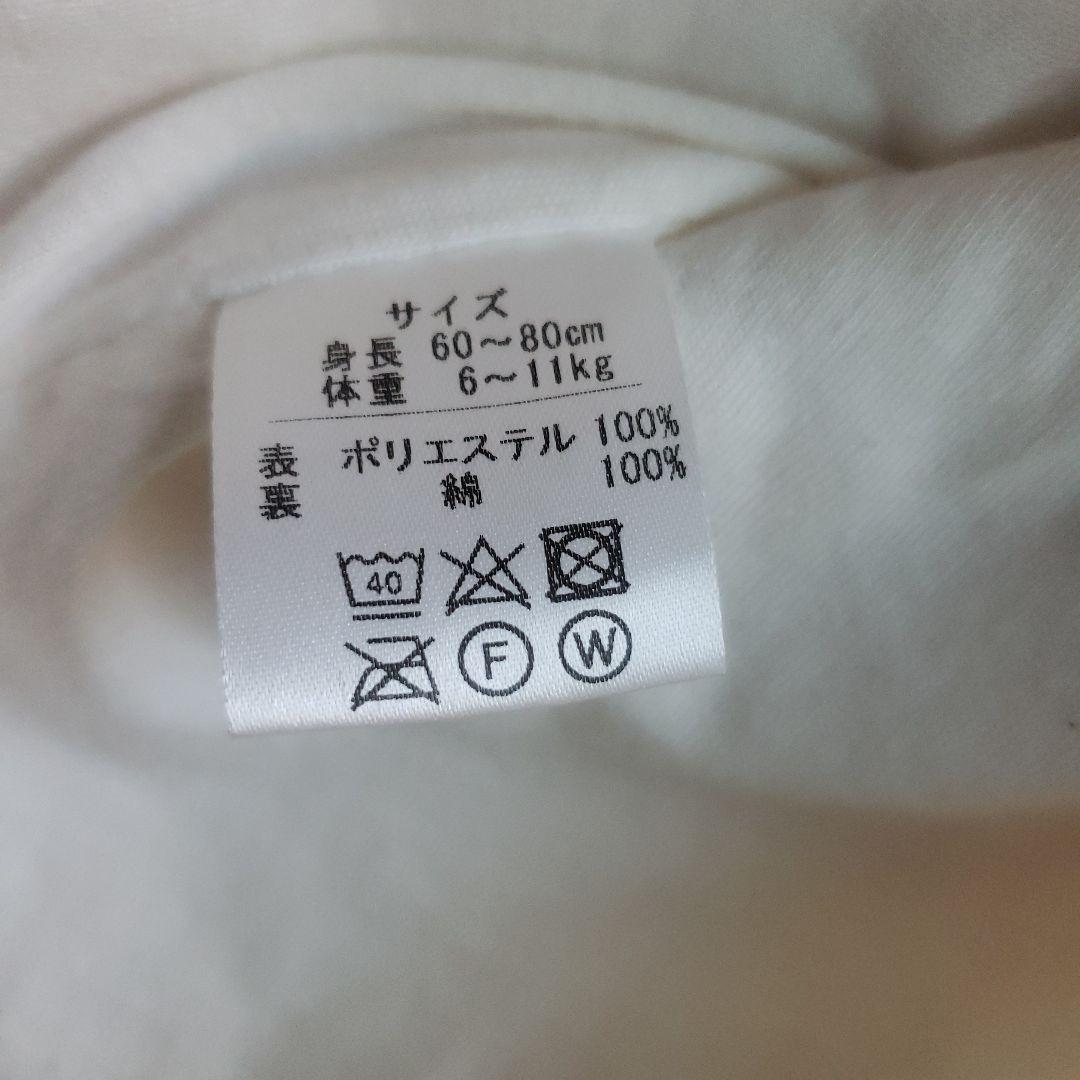 サイズ
身長 60～80cm
体重 6～11kg
表 ポリエステル 100%
裏 綿 100%
40
F W